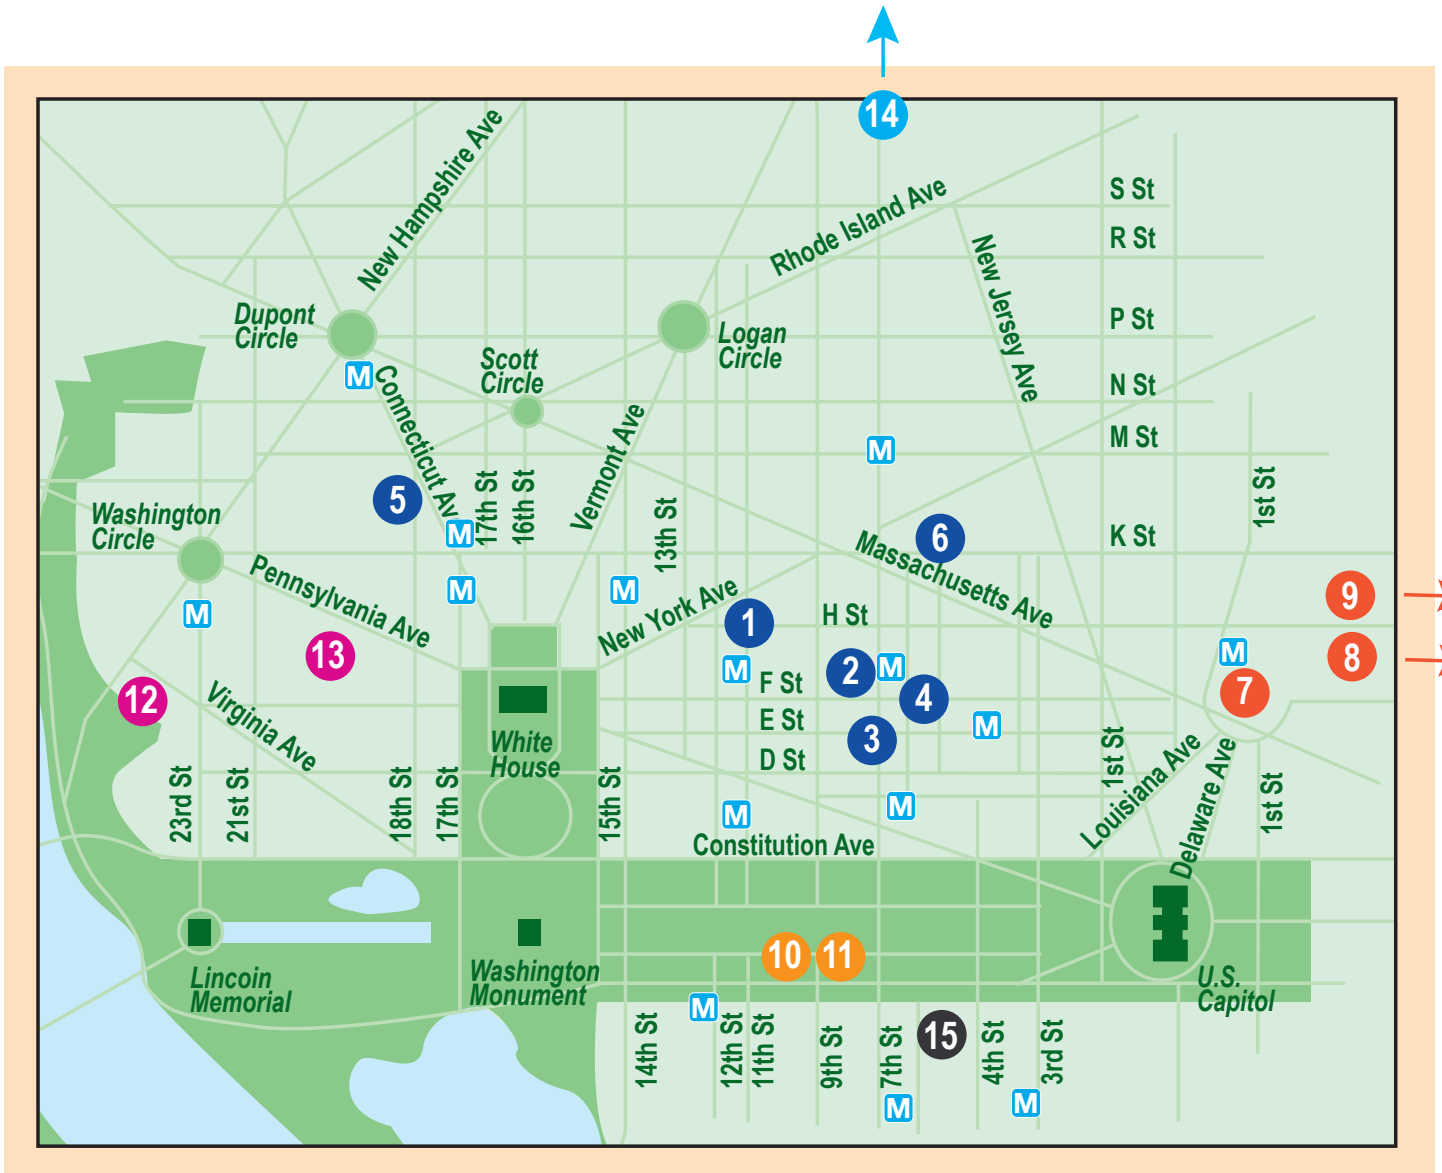 14
New Hampshire Ave
S St
Rhode Island Ave
R St
New Jersey Ave
Dupont
Circle
P St
Logan
Circle
Scott
Circle
M
Connecticut Av
N St
Vermont Ave
M St
M
5
17th St
16th St
13th St
1st St
Washington
Circle
M
6
K St
Massachusetts Ave
Pennsylvania Ave
M
M
M
New York Ave
9
1
H St
13
M
2
M
M
8
F St
4
7
12
Virginia Ave
E St
3
M
White
House
D St
1st St
Louisiana Ave
Delaware Ave
23rd St
21st St
18th St
17th St
15th St
M
M
1st St
Constitution Ave
10
11
Lincoin
Memorial
Washington
Monument
U.S.
Capitol
M
14th St
12th St
11th St
9th St
7th St
15
4th St
3rd St
M
M